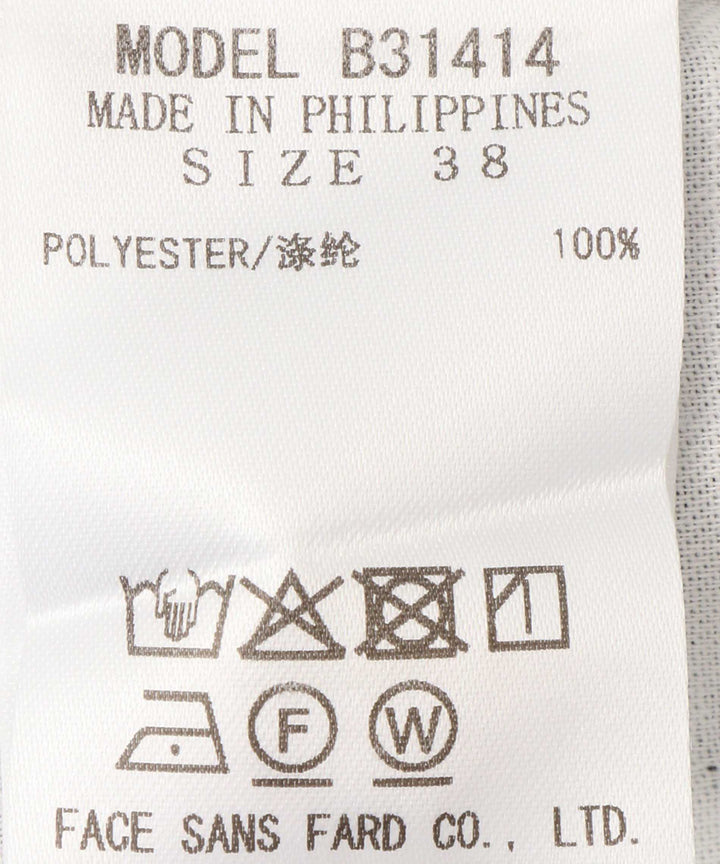 MODEL B31414
MADE IN PHILIPPINES
SIZE 38
POLYESTER/涤纶 100%
F W
FACE SANS FARD CO., LTD.